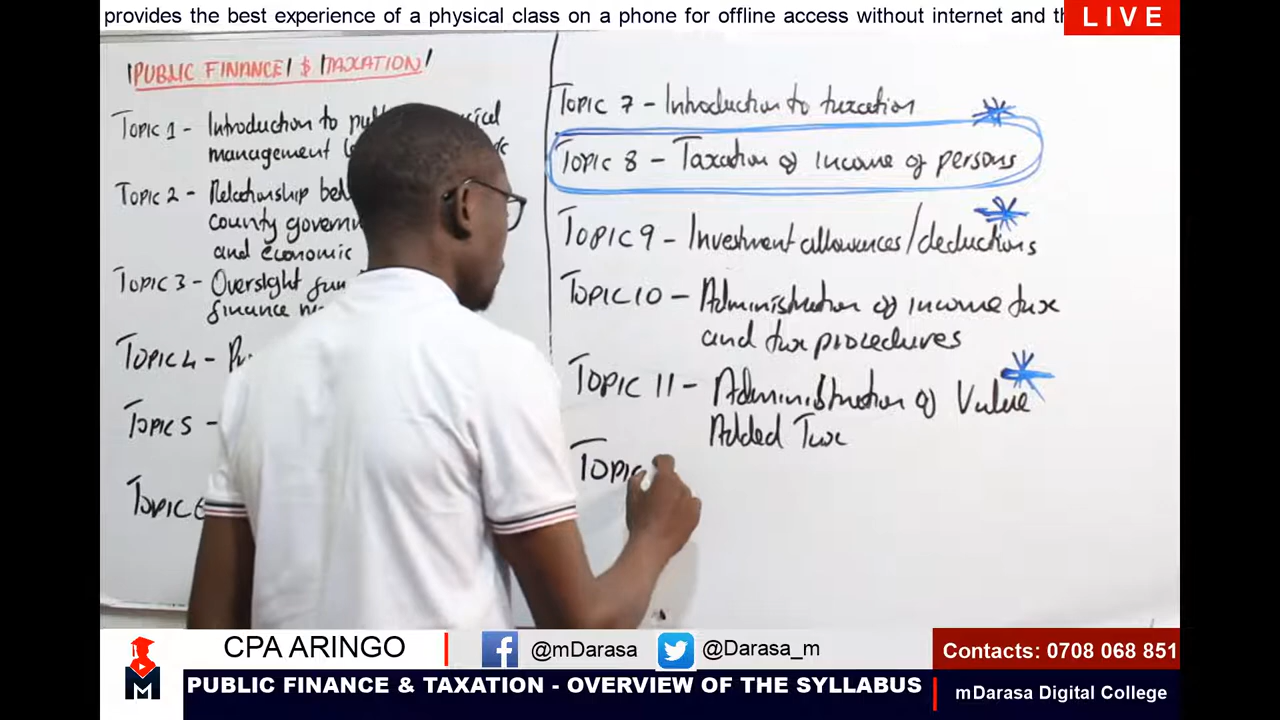 provides the best experience of a physical class on a phone for offline access without internet and th
LIVE
PUBLIC FINANCE $ TAXATION
TOPIC 1 - Introduction to
management
TOPIC 2 - Relationship
county
and economic
TOPIC 3 - Oversight
finance
TOPIC 4 -
TOPIC 5 -
TOPIC 6
TOPIC 7 - Introduction to taxation
TOPIC 8 - Taxation of income of persons
TOPIC 9 - Investment allowances/deductions
TOPIC 10 - Administration of income tax
and tax procedures
TOPIC 11 - Administration of Value
Added Tax
TOPIC
CPA ARINGO
@mDarasa
@Darasa_m
Contacts: 0708 068 851
M
PUBLIC FINANCE & TAXATION - OVERVIEW OF THE SYLLABUS
mDarasa Digital College